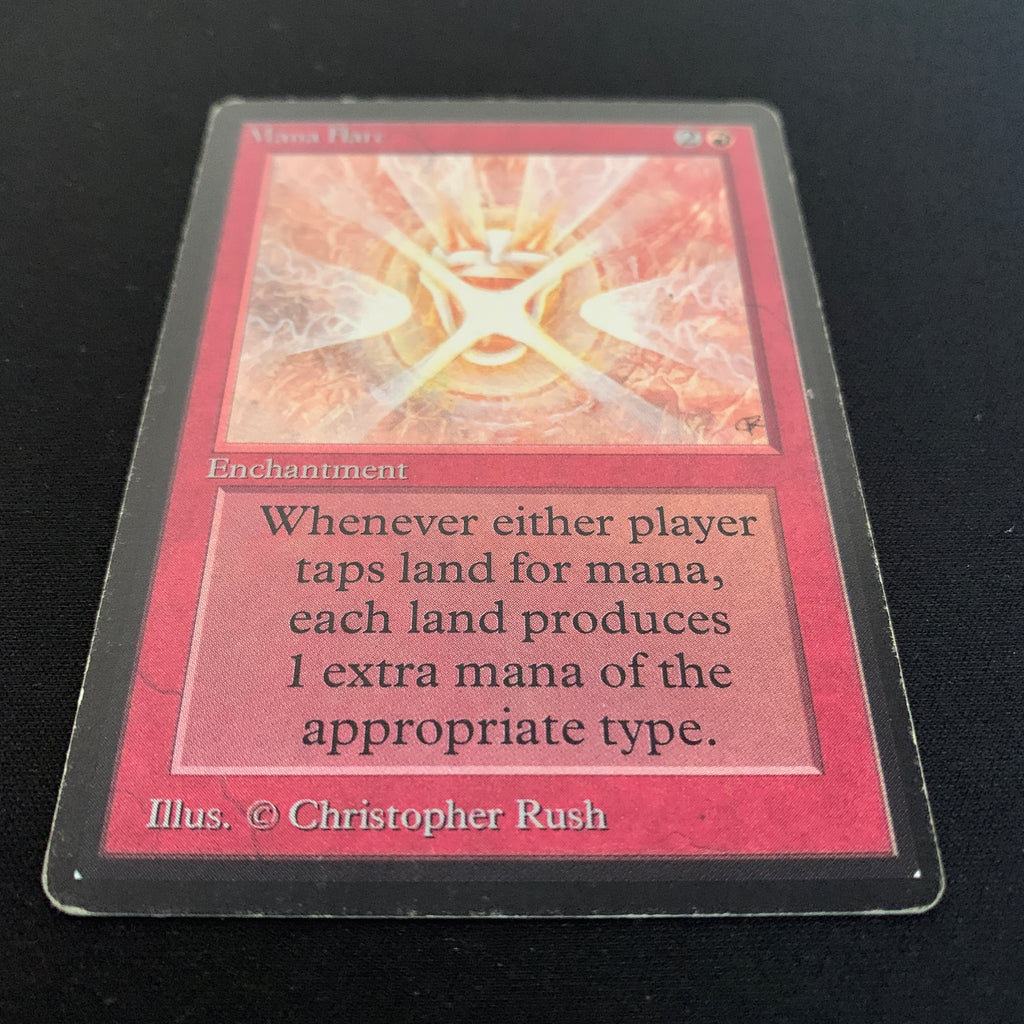 Mana Flare 2
Enchantment
Whenever either player
taps land for mana,
each land produces
1 extra mana of the
appropriate type.
Illus. © Christopher Rush